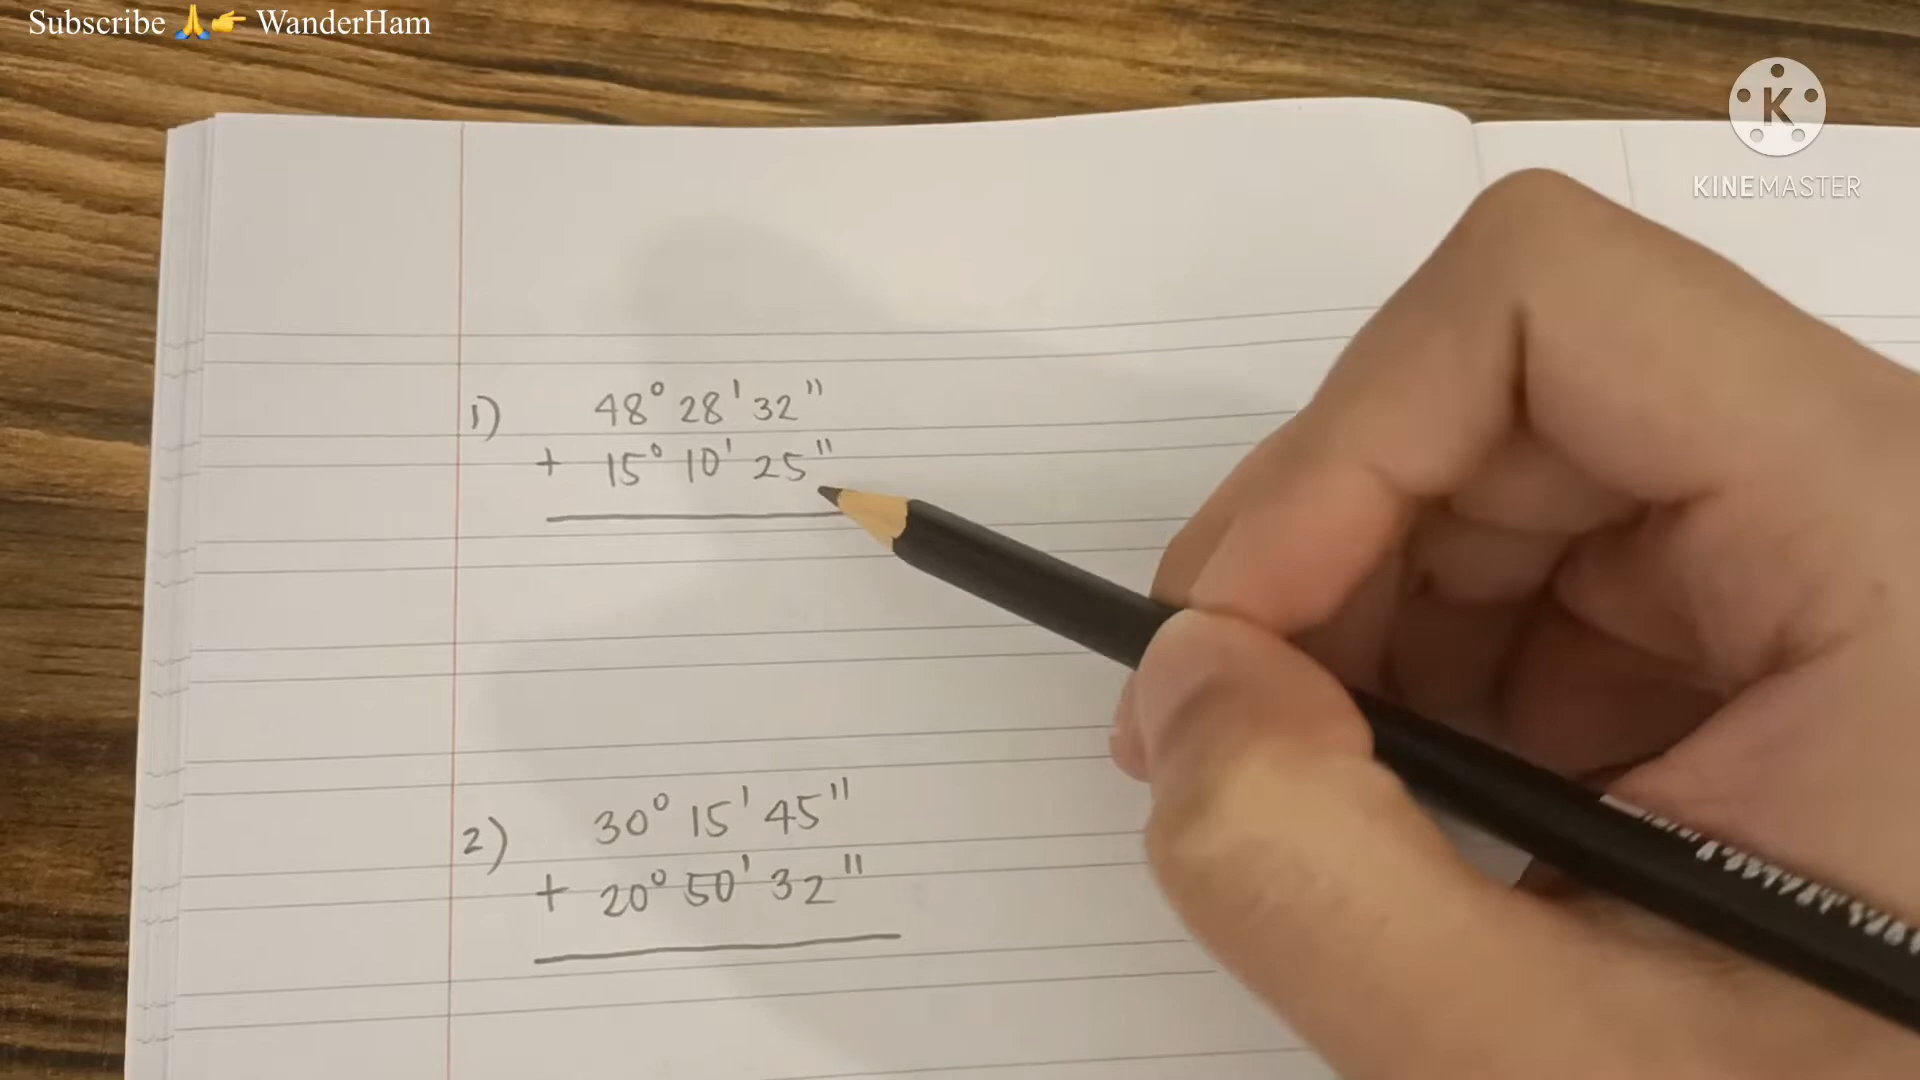 Subscribe 🙏👉 WanderHam
KINEMASTER
1) 48° 28' 32"
+ 15° 10' 25"
2) 30° 15' 45"
+ 20° 50' 32"